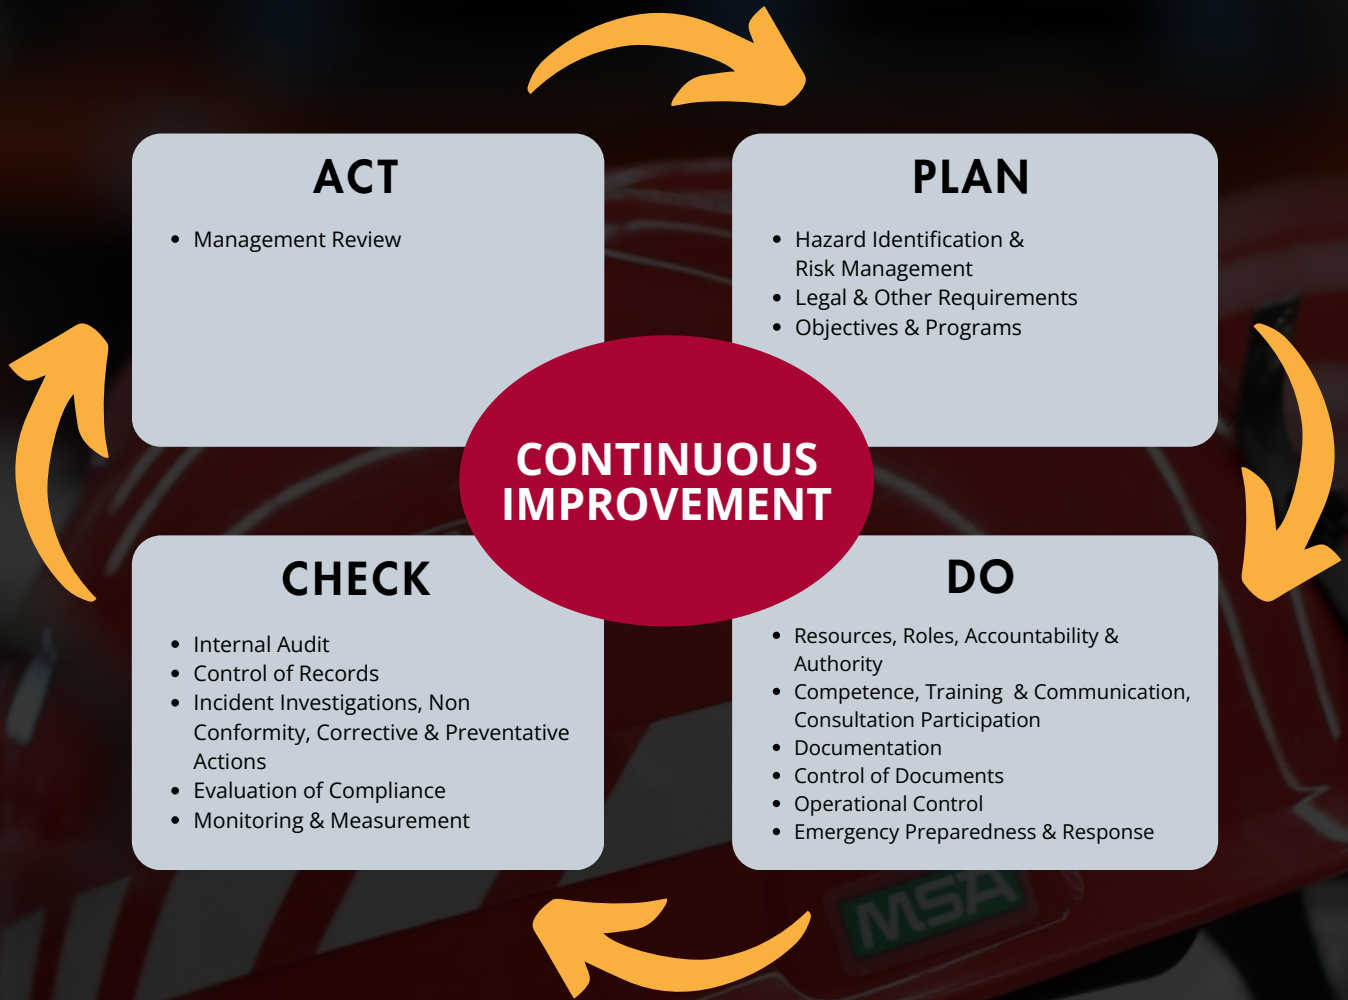 ACT
• Management Review
PLAN
• Hazard Identification &
Risk Management
• Legal & Other Requirements
• Objectives & Programs
CONTINUOUS
IMPROVEMENT
CHECK
• Internal Audit
• Control of Records
• Incident Investigations, Non
Conformity, Corrective & Preventative
Actions
• Evaluation of Compliance
• Monitoring & Measurement
DO
• Resources, Roles, Accountability &
Authority
• Competence, Training  & Communication,
Consultation Participation
• Documentation
• Control of Documents
• Operational Control
• Emergency Preparedness & Response
MSA